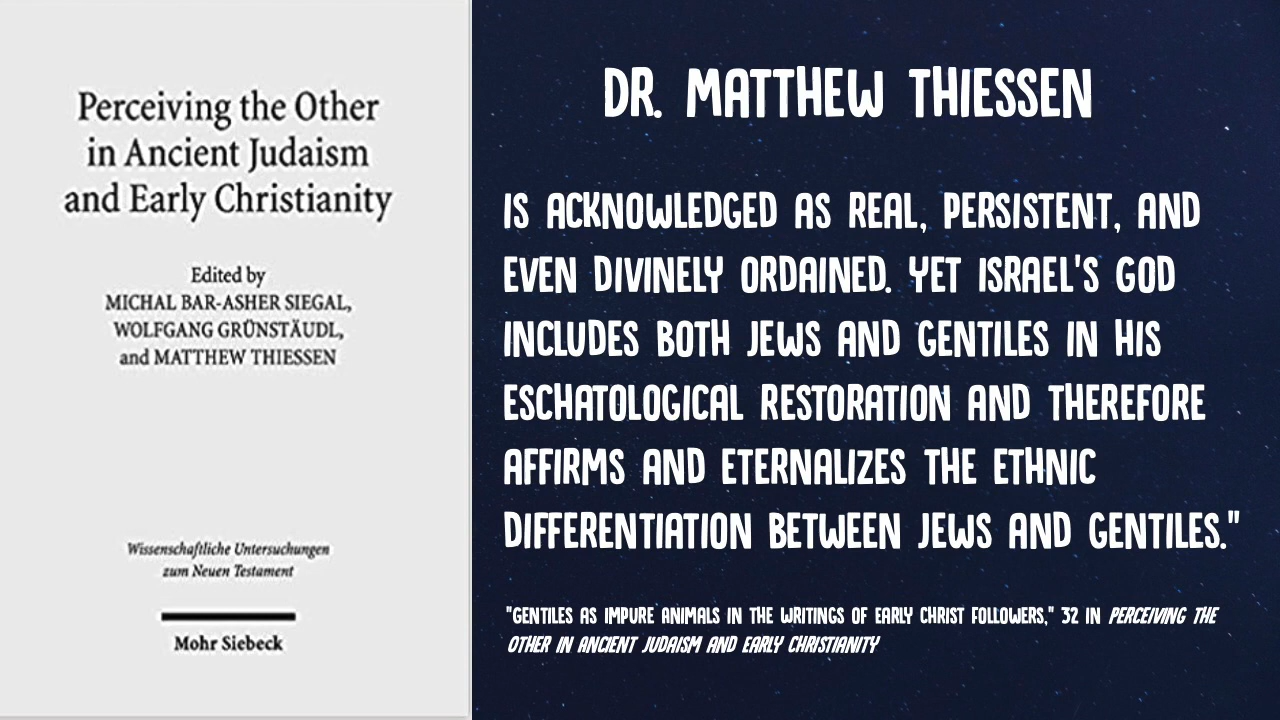 Perceiving the Other
in Ancient Judaism
and Early Christianity
Edited by
MICHAL BAR-ASHER SIEGAL,
WOLFGANG GRÜNSTÄUDL,
and MATTHEW THIESSEN
Wissenschaftliche Untersuchungen
zum Neuen Testament
Mohr Siebeck
DR. MATTHEW THIESSEN
IS ACKNOWLEDGED AS REAL, PERSISTENT, AND
EVEN DIVINELY ORDAINED. YET ISRAEL'S GOD
INCLUDES BOTH JEWS AND GENTILES IN HIS
ESCHATOLOGICAL RESTORATION AND THEREFORE
AFFIRMS AND ETERNALIZES THE ETHNIC
DIFFERENTIATION BETWEEN JEWS AND GENTILES."
"GENTILES AS IMPURE ANIMALS IN THE WRITINGS OF EARLY CHRIST FOLLOWERS," 32 IN PERCEIVING THE
OTHER IN ANCIENT JUDAISM AND EARLY CHRISTIANITY